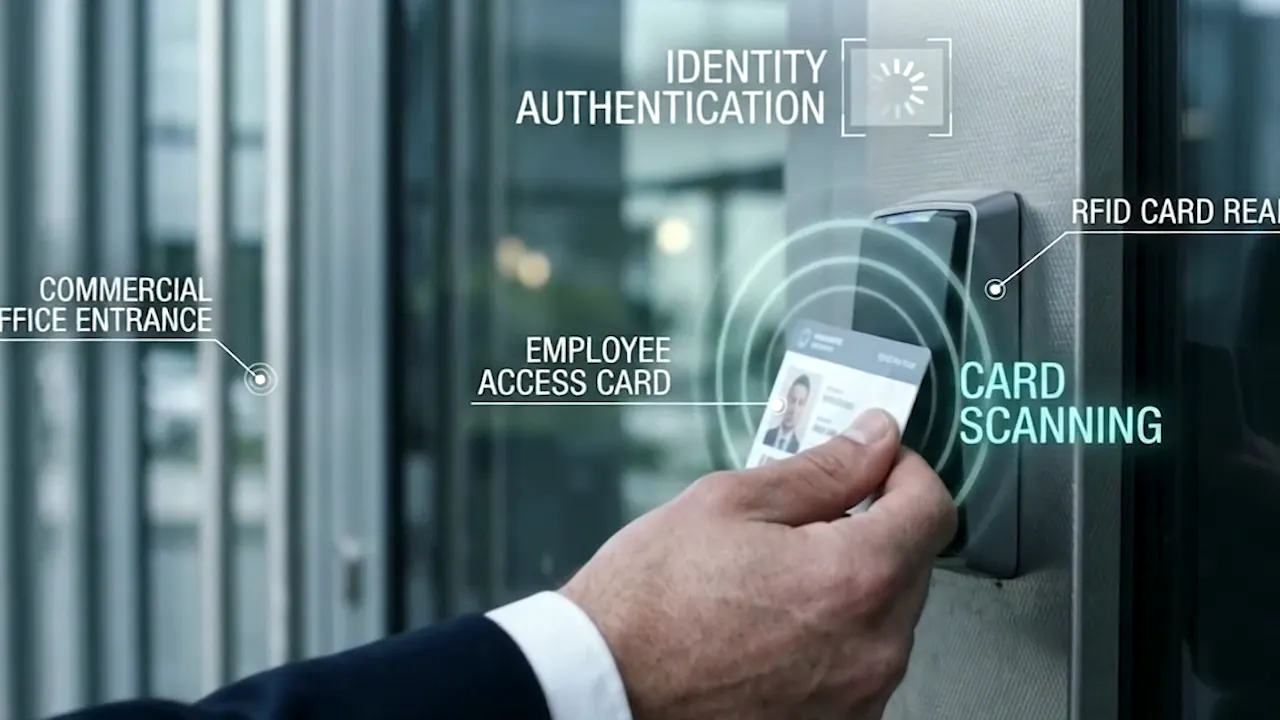 IDENTITY
AUTHENTICATION
RFID CARD REA
COMMERCIAL
FFICE ENTRANCE
EMPLOYEE
ACCESS CARD
CARD
SCANNING